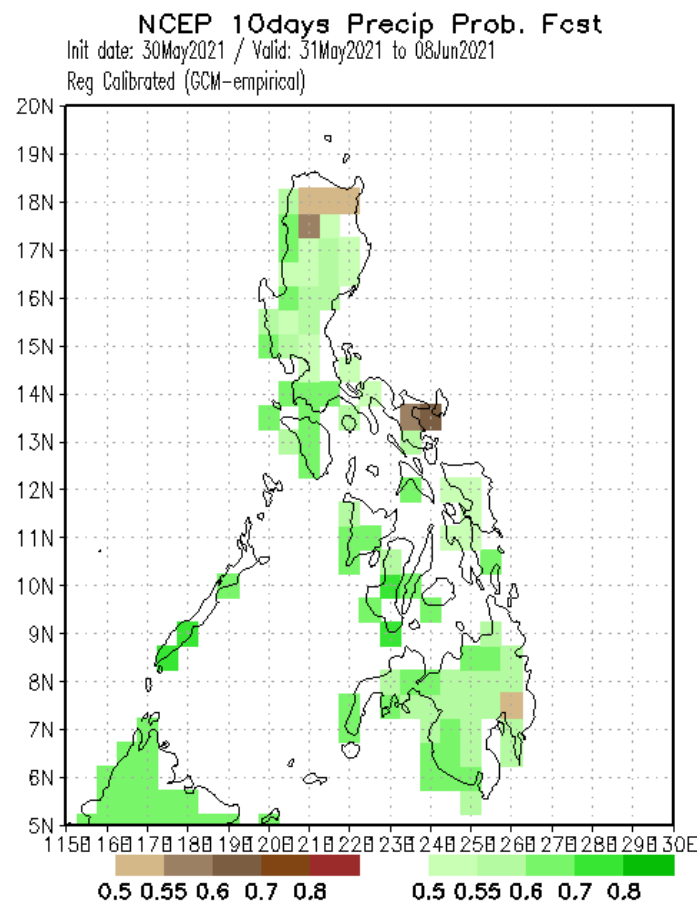 NCEP 10days Precip Prob. Fcst
Init date: 30May2021 / Valid: 31May2021 to 08Jun2021
Reg Calibrated (GCM-empirical)
20N
19N
18N
17N
16N
15N
14N
13N
12N
11N
10N
9N
8N
7N
6N
5N
115E 116E 117E 118E 119E 120E 121E 122E 123E 124E 125E 126E 127E 128E 129E 130E
0.5 0.55 0.6 0.7 0.8 0.5 0.55 0.6 0.7 0.8